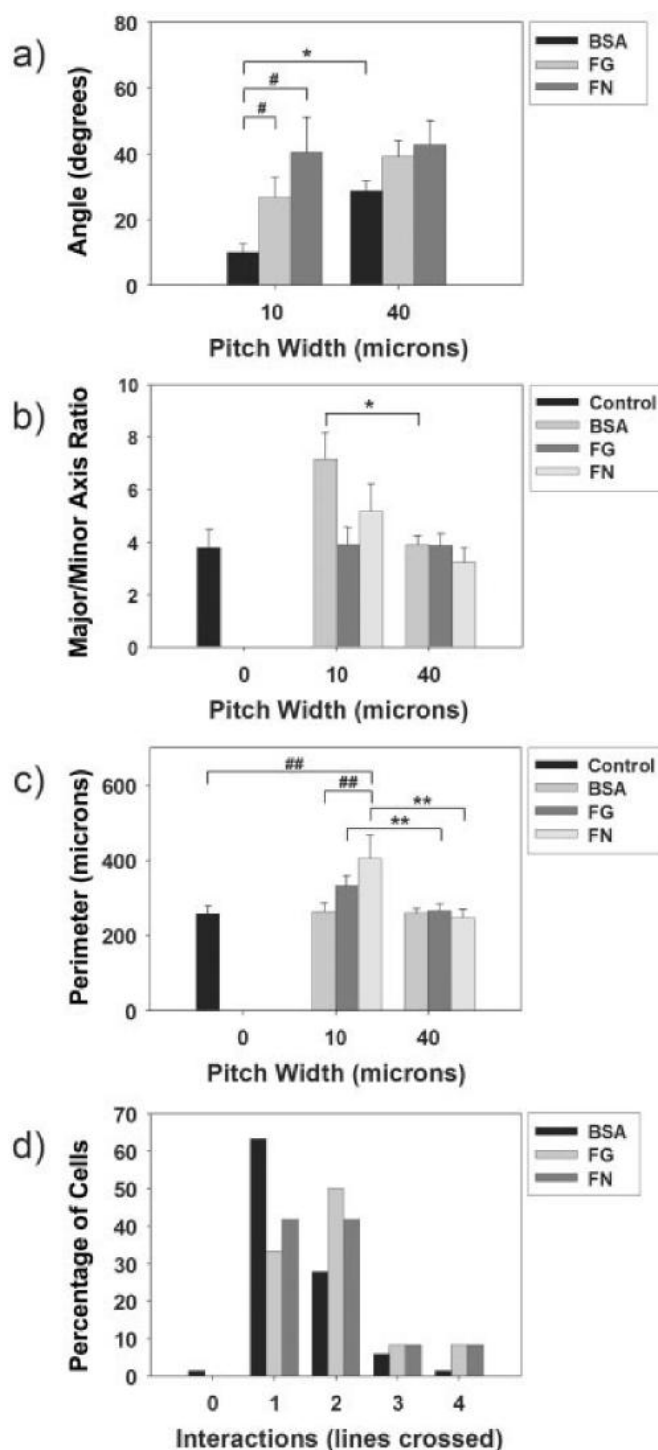 a)
Angle (degrees)
80
60
40
20
0
*
#
#
10
40
Pitch Width (microns)
BSA
FG
FN
b)
Major/Minor Axis Ratio
10
8
6
4
2
0
*
0
10
40
Pitch Width (microns)
Control
BSA
FG
FN
c)
Perimeter (microns)
600
400
200
0
##
##
**
**
0
10
40
Pitch Width (microns)
Control
BSA
FG
FN
d)
Percentage of Cells
70
60
50
40
30
20
10
0
0
1
2
3
4
Interactions (lines crossed)
BSA
FG
FN